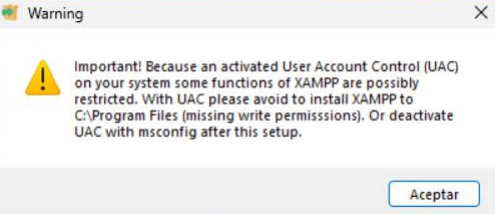 Warning
Important! Because an activated User Account Control (UAC)
on your system some functions of XAMPP are possibly
restricted. With UAC please avoid to install XAMPP to
C:\Program Files (missing write permisssions). Or deactivate
UAC with msconfig after this setup.
Aceptar